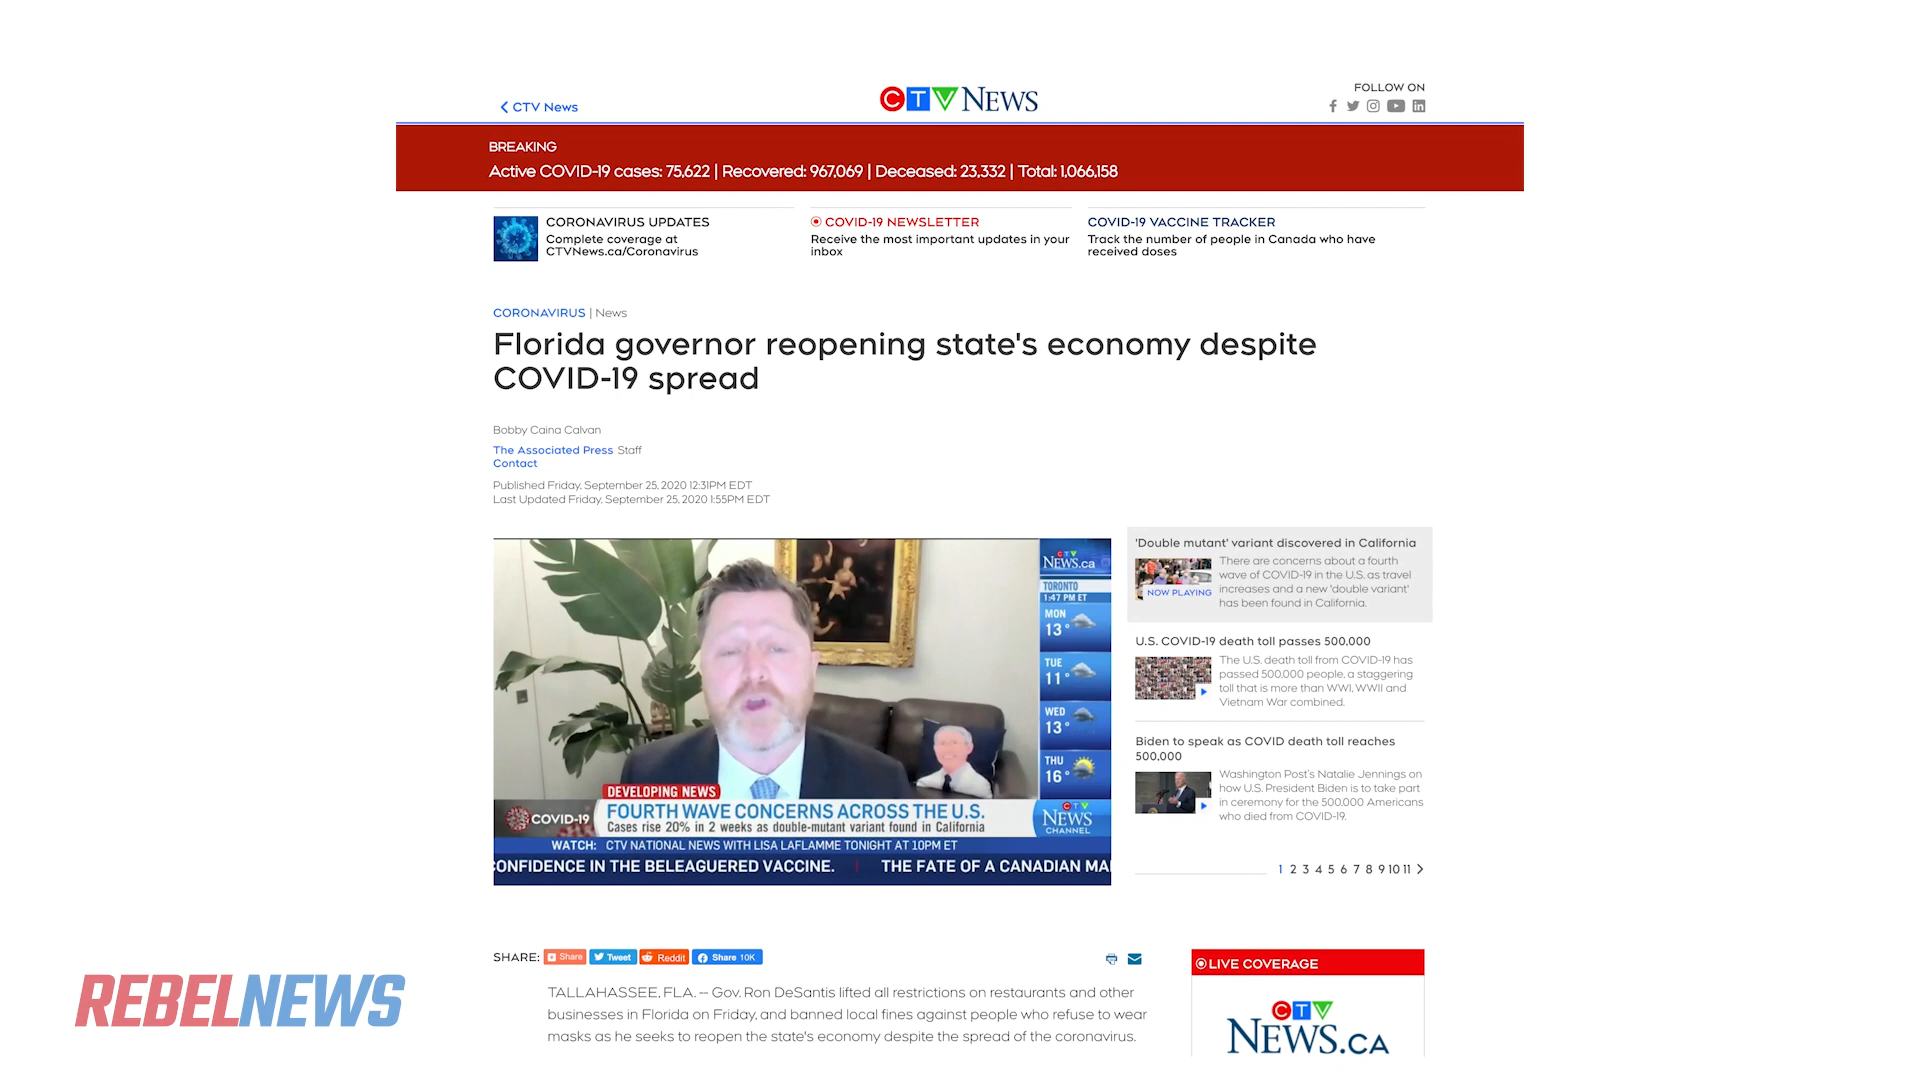 FOLLOW ON
CTV News
CTV NEWS
BREAKING
Active COVID-19 cases: 75,622 | Recovered: 967,069 | Deceased: 23,332 | Total: 1,066,158
CORONAVIRUS UPDATES
Complete coverage at
CTVNews.ca/Coronavirus
COVID-19 NEWSLETTER
Receive the most important updates in your
inbox
COVID-19 VACCINE TRACKER
Track the number of people in Canada who have
received doses
CORONAVIRUS | News
Florida governor reopening state's economy despite
COVID-19 spread
Bobby Caina Calvan
The Associated Press Staff
Contact
Published Friday, September 25, 2020 12:31PM EDT
Last Updated Friday, September 25, 2020 1:55PM EDT
CTV
NEWS.ca
TORONTO
1:47 PM ET
MON
13°
TUE
11°
WED
13°
THU
16°
DEVELOPING NEWS
COVID-19
FOURTH WAVE CONCERNS ACROSS THE U.S.
Cases rise 20% in 2 weeks as double-mutant variant found in California
CTV
NEWS
CHANNEL
WATCH: CTV NATIONAL NEWS WITH LISA LAFLAMME TONIGHT AT 10PM ET
CONFIDENCE IN THE BELEAGUERED VACCINE. | THE FATE OF A CANADIAN MA
'Double mutant' variant discovered in California
There are concerns about a fourth
wave of COVID-19 in the U.S. as travel
increases and a new 'double variant'
has been found in California.
NOW PLAYING
U.S. COVID-19 death toll passes 500,000
The U.S. death toll from COVID-19 has
passed 500,000 people, a staggering
toll that is more than WWI, WWII and
Vietnam War combined.
Biden to speak as COVID death toll reaches
500,000
Washington Post's Natalie Jennings on
how U.S. President Biden is to take part
in ceremony for the 500,000 Americans
who died from COVID-19.
1 2 3 4 5 6 7 8 9 10 11
SHARE: Share Tweet Reddit Share 10K
TALLAHASSEE, FLA. -- Gov. Ron DeSantis lifted all restrictions on restaurants and other
businesses in Florida on Friday, and banned local fines against people who refuse to wear
masks as he seeks to reopen the state's economy despite the spread of the coronavirus.
LIVE COVERAGE
CTV
NEWS.CA
REBELNEWS